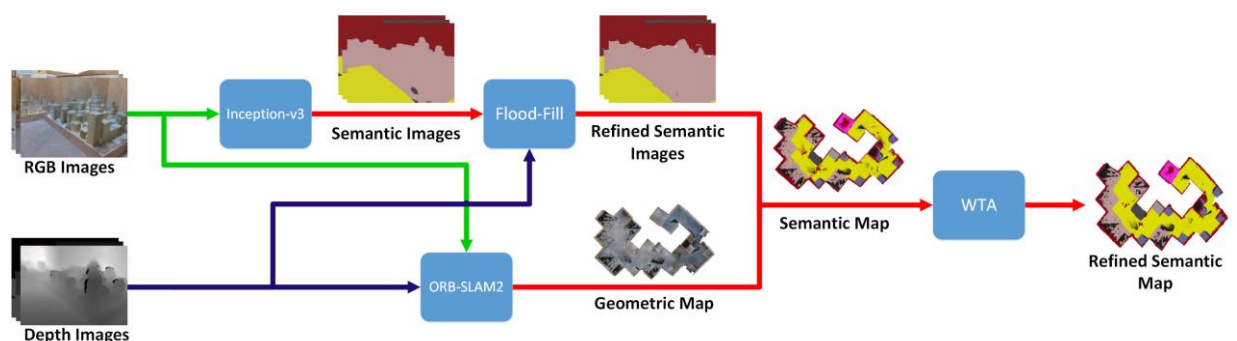 RGB Images
Inception-v3
Semantic Images
Flood-Fill
Refined Semantic
Images
Depth Images
ORB-SLAM2
Geometric Map
Semantic Map
WTA
Refined Semantic
Map